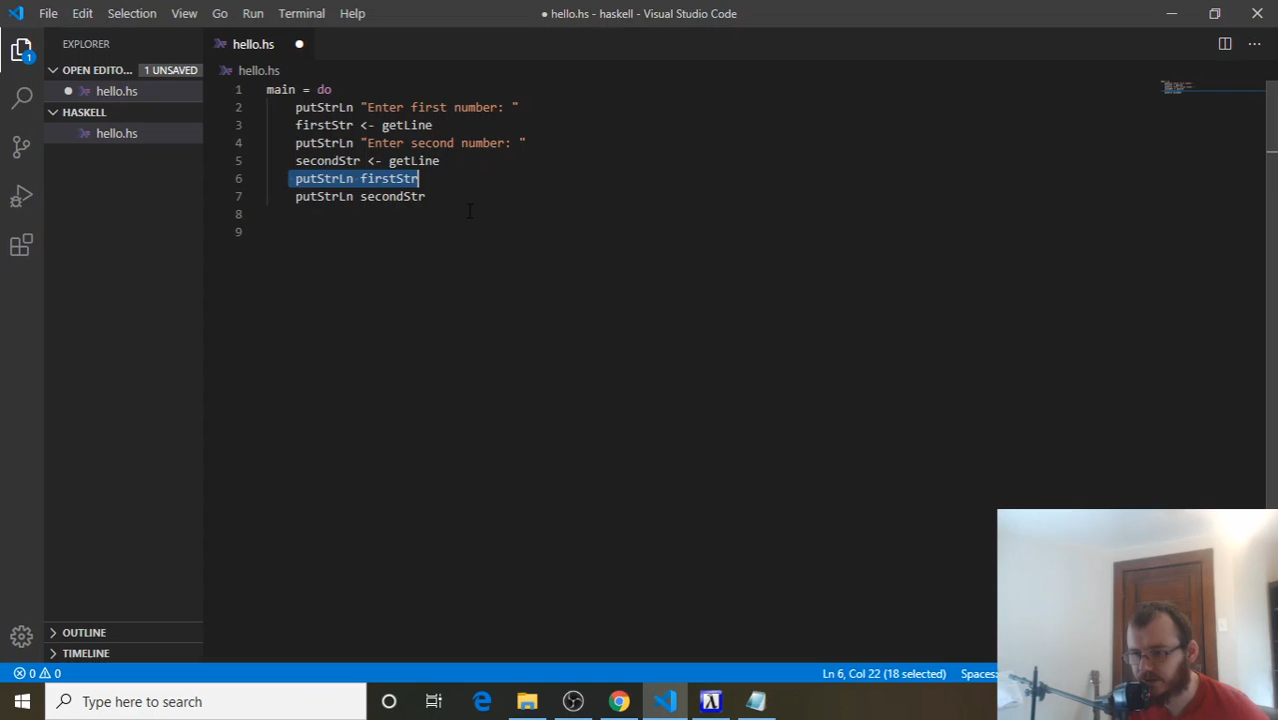 File Edit Selection View Go Run Terminal Help
● hello.hs - haskell - Visual Studio Code
EXPLORER
OPEN EDITO... 1 UNSAVED
hello.hs
HASKELL
hello.hs
OUTLINE
TIMELINE
hello.hs
hello.hs
1 main = do
2 putStrLn "Enter first number: "
3 firstStr <- getLine
4 putStrLn "Enter second number: "
5 secondStr <- getLine
6 putStrLn firstStr
7 putStrLn secondStr
8
9
0 0
Ln 6, Col 22 (18 selected) Spaces:
Type here to search